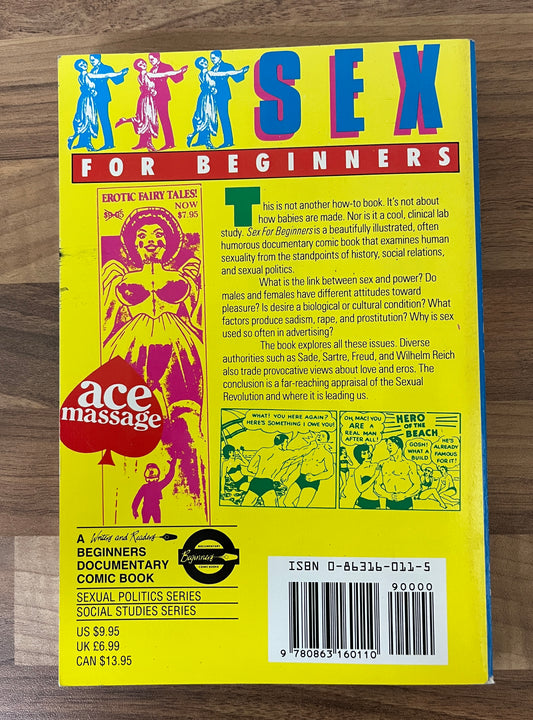 SEX
FOR BEGINNERS
EROTIC FAIRY TALES!
NOW
$9.95 $7.95
This is not another how-to book. It's not about
how babies are made. Nor is it a cool, clinical lab
study. Sex For Beginners is a beautifully illustrated, often
humorous documentary comic book that examines human
sexuality from the standpoints of history, social relations,
and sexual politics.
What is the link between sex and power? Do
males and females have different attitudes toward
pleasure? Is desire a biological or cultural condition? What
factors produce sadism, rape, and prostitution? Why is sex
used so often in advertising?
The book explores all these issues. Diverse
authorities such as Sade, Sartre, Freud, and Wilhelm Reich
also trade provocative views about love and eros. The
conclusion is a far-reaching appraisal of the Sexual
Revolution and where it is leading us.
ace
massage
WHAT! YOU HERE AGAIN?
HERE'S SOMETHING I OWE YOU!
OH, MAC! YOU
ARE A
REAL MAN
AFTER ALL!
HERO
OF THE
BEACH
GOSH!
WHAT A
BUILD
HE'S
ALREADY
FAMOUS
FOR IT!
A Writers and Readers
BEGINNERS
DOCUMENTARY
COMIC BOOK
DOCUMENTARY
Beginners
COMIC BOOKS
SEXUAL POLITICS SERIES
SOCIAL STUDIES SERIES
US $9.95
UK £6.99
CAN $13.95
ISBN 0-86316-011-5
90000
9 780863 160110